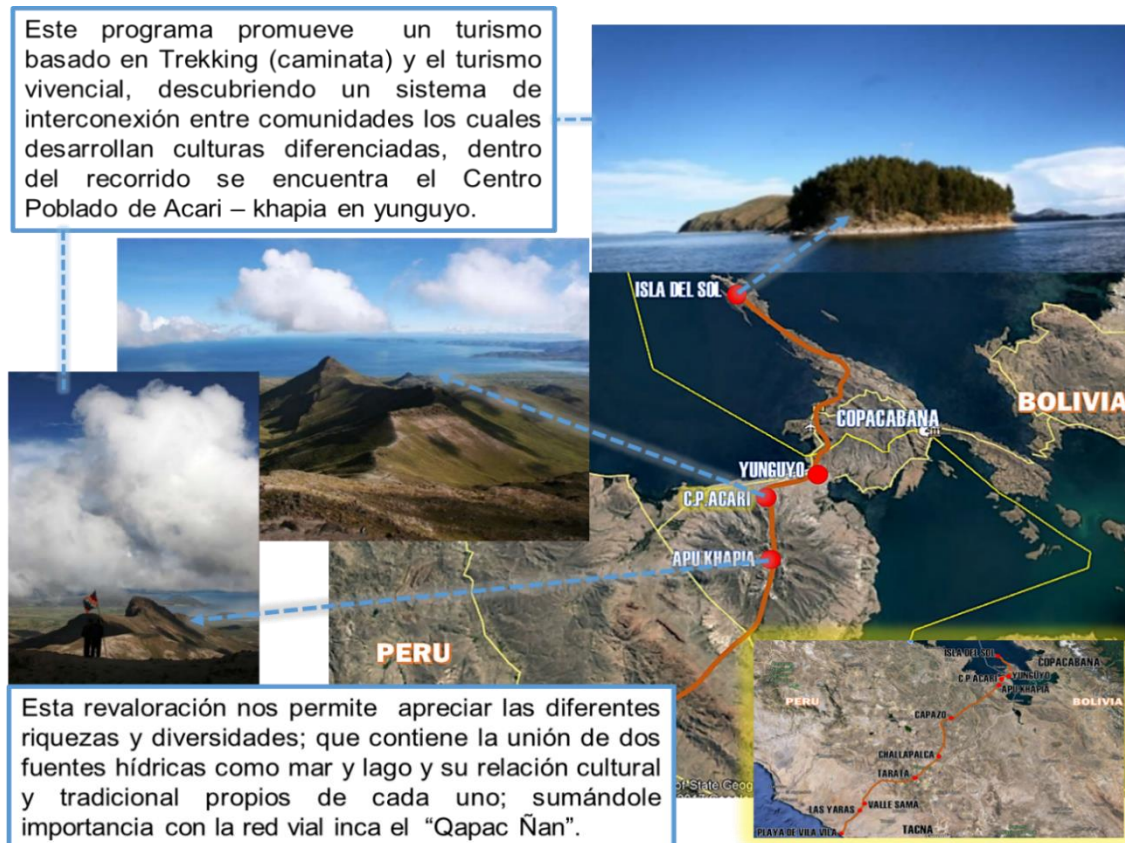 Este programa promueve un turismo
basado en Trekking (caminata) y el turismo
vivencial, descubriendo un sistema de
interconexión entre comunidades los cuales
desarrollan culturas diferenciadas, dentro
del recorrido se encuentra el Centro
Poblado de Acari – khapia en yunguyo.
ISLA DEL SOL
BOLIVIA
COPACABANA
YUNGUYO
C.P. ACARI
APU KHAPIA
PERU
Esta revaloración nos permite apreciar las diferentes
riquezas y diversidades; que contiene la unión de dos
fuentes hídricas como mar y lago y su relación cultural
y tradicional propios de cada uno; sumándole
importancia con la red vial inca el “Qapac Ñan”.
of State Geog
ISLA DEL SOL
COPACABANA
YUNGUYO
C.P. ACARI
APU KHAPIA
PERU
BOLIVIA
CAPAZO
CHALLAPALCA
TARATA
VALLE SAMA
LAS YARAS
TACNA
PLAYA DE VILA VILA